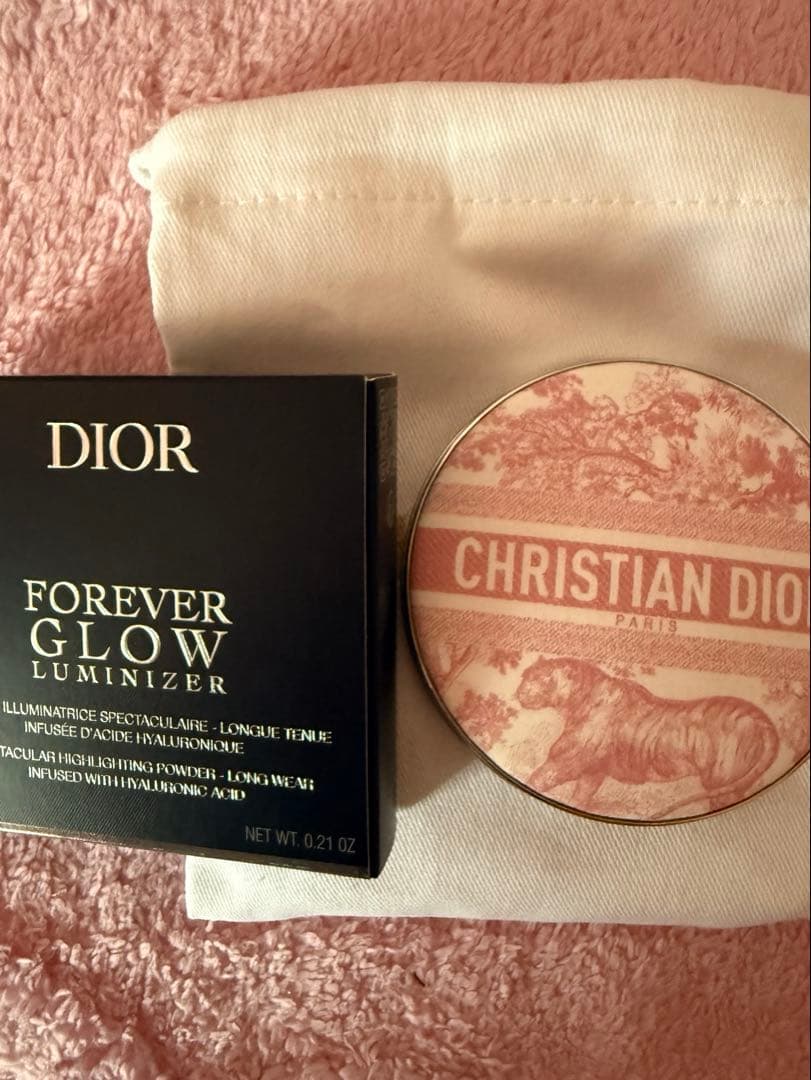 DIOR
FOREVER
GLOW
LUMINIZER
ILLUMINATRICE SPECTACULAIRE - LONGUE TENUE
INFUSÉE D'ACIDE HYALURONIQUE
TACULAR HIGHLIGHTING POWDER - LONG WEAR
INFUSED WITH HYALURONIC ACID
NET WT. 0.21 OZ
CHRISTIAN DIO
PARIS